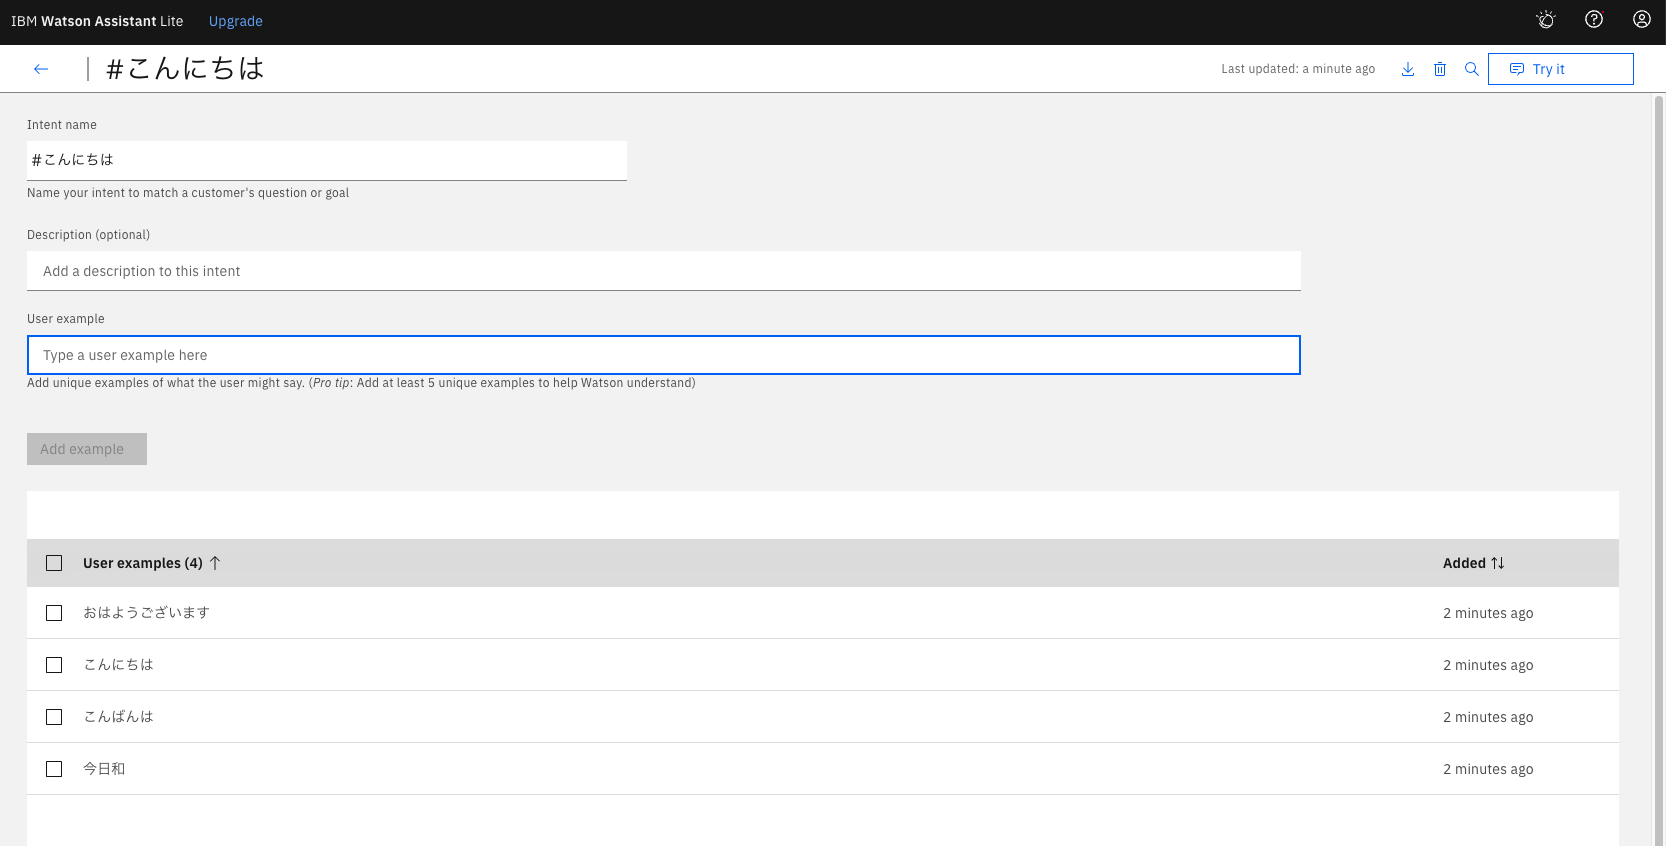 IBM Watson Assistant Lite Upgrade
#こんにちは
Last updated: a minute ago
Try it
Intent name
#こんにちは
Name your intent to match a customer's question or goal
Description (optional)
Add a description to this intent
User example
Type a user example here
Add unique examples of what the user might say. (Pro tip: Add at least 5 unique examples to help Watson understand)
Add example
User examples (4) Added
おはようございます 2 minutes ago
こんにちは 2 minutes ago
こんばんは 2 minutes ago
今日和 2 minutes ago